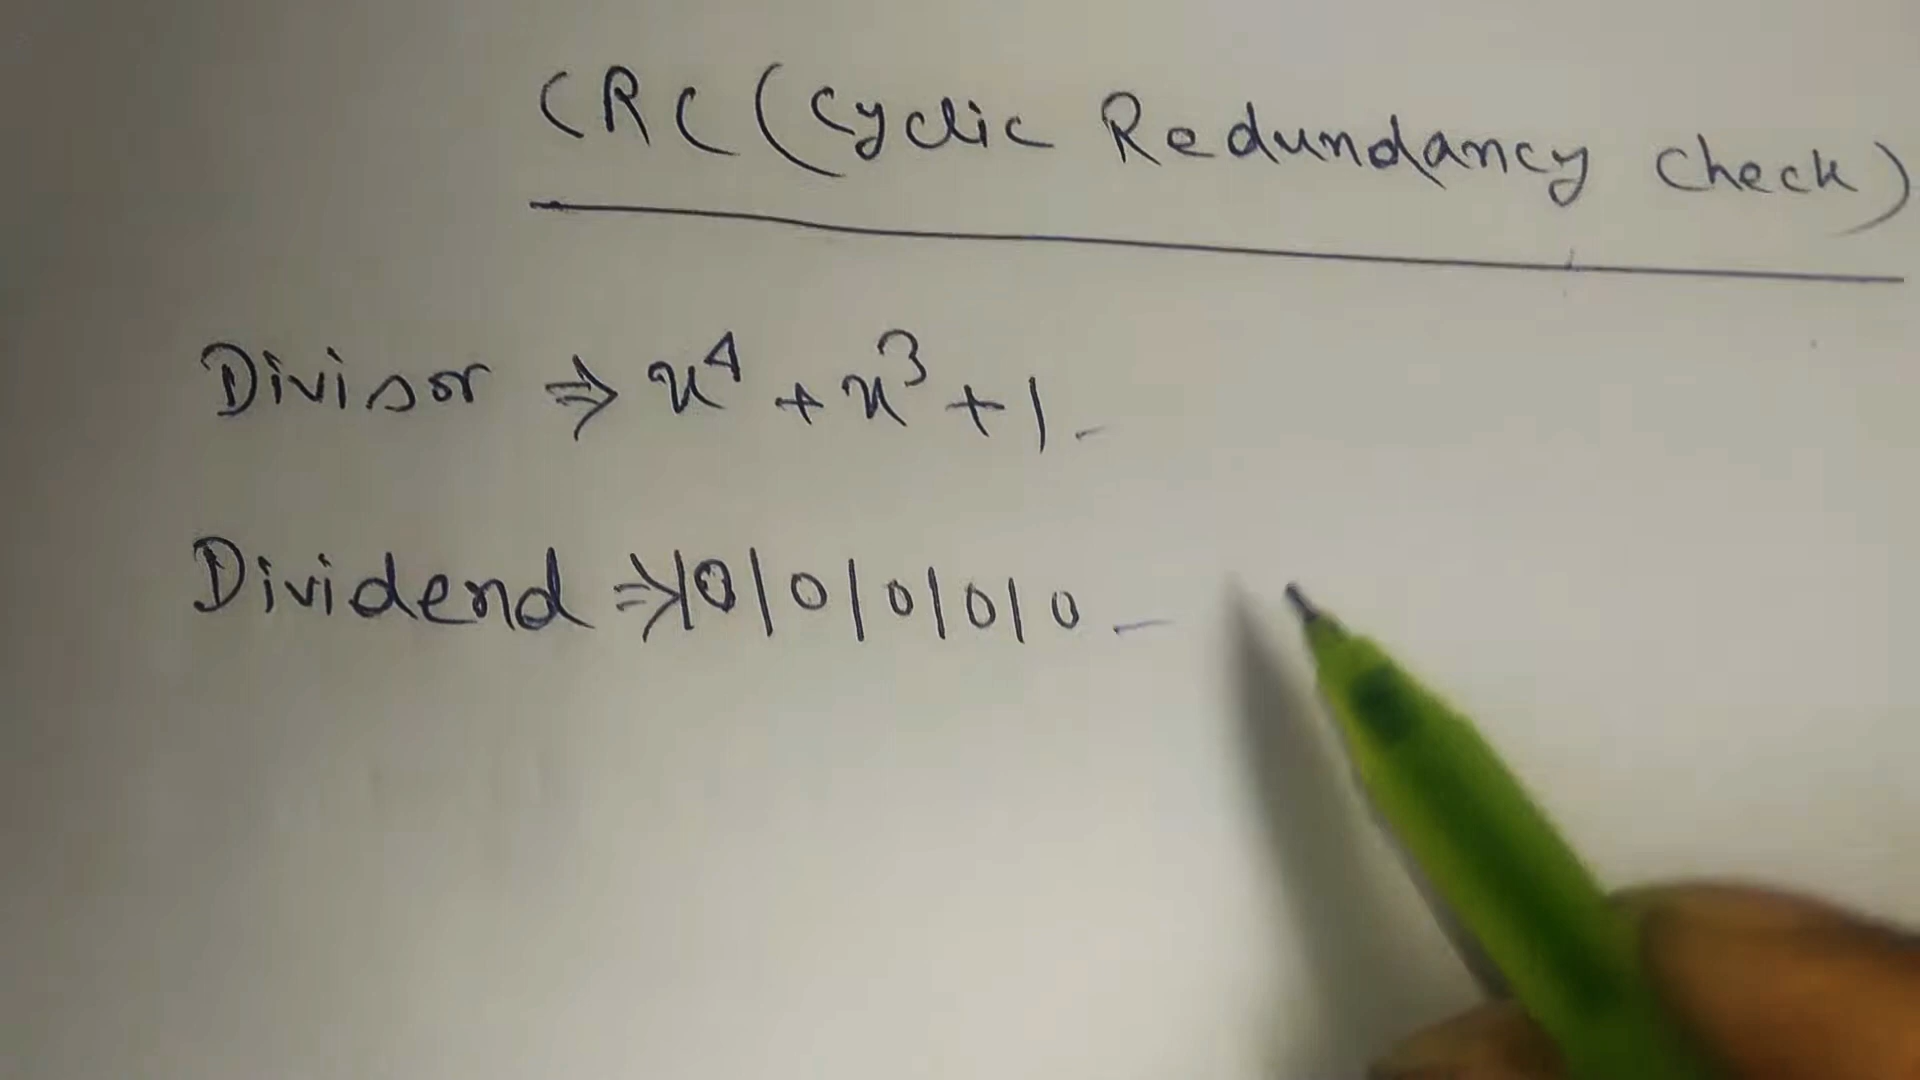 CRC (Cyclic Redundancy Check)
Divisor ⇒ x⁴ + x³ + 1
Dividend ⇒ 1010101010